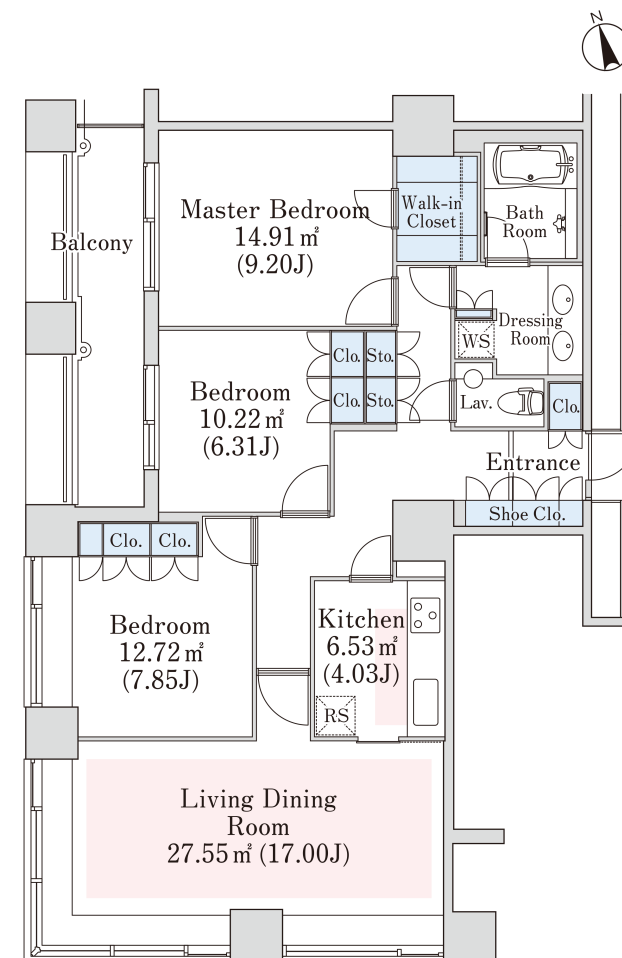 N
Master Bedroom
14.91㎡
(9.20J)
Walk-in
Closet
Bath
Room
Balcony
Dressing
Room
WS
Clo.
Sto.
Clo.
Sto.
Lav.
Clo.
Bedroom
10.22㎡
(6.31J)
Entrance
Shoe Clo.
Clo.
Clo.
Bedroom
12.72㎡
(7.85J)
Kitchen
6.53㎡
(4.03J)
RS
Living Dining
Room
27.55㎡ (17.00J)